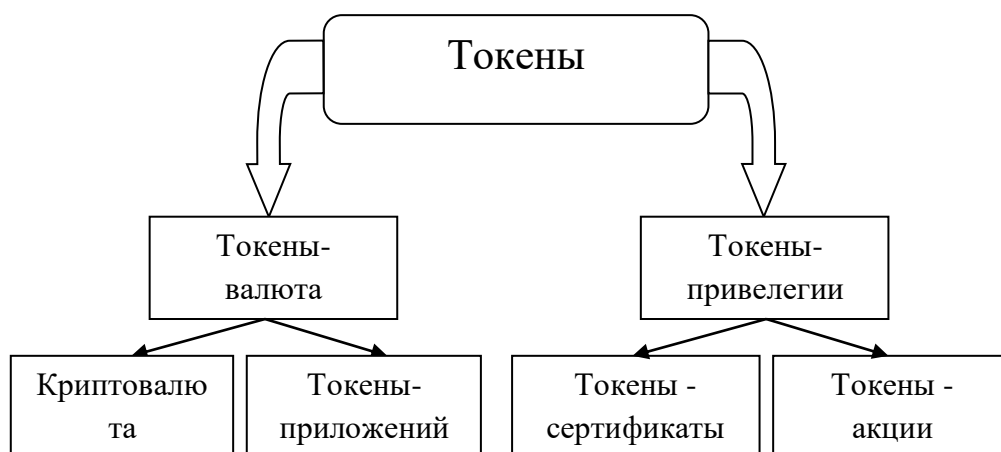 Токены
Токены-
валюта
Токены-
привелегии
Криптовалю
та
Токены-
приложений
Токены -
сертификаты
Токены -
акции